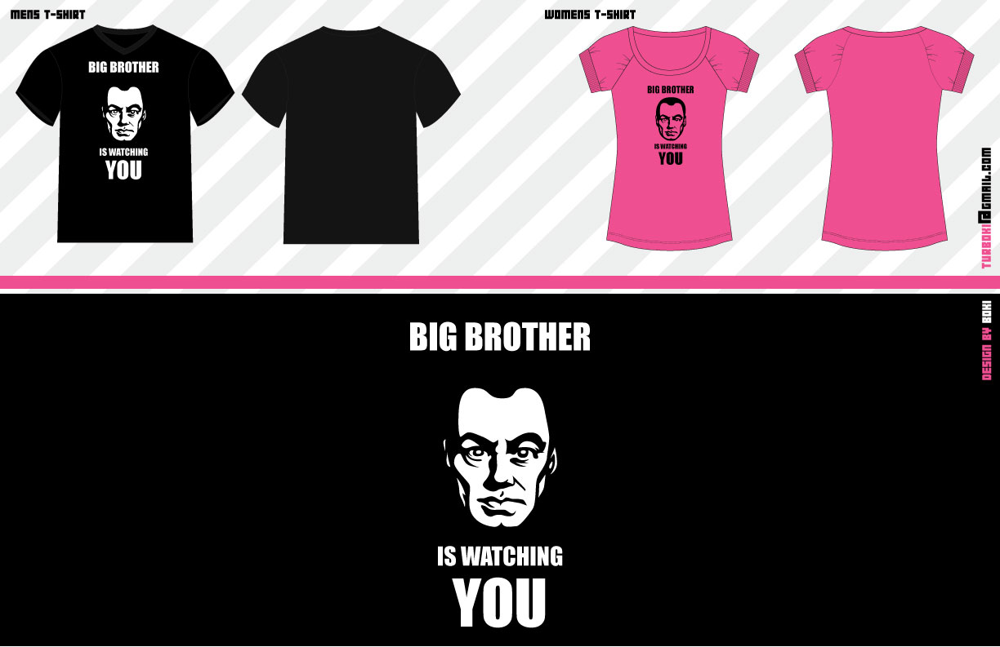 MENS T-SHIRT
BIG BROTHER
IS WATCHING
YOU
WOMENS T-SHIRT
BIG BROTHER
IS WATCHING
YOU
TURBOKI@GMAIL.COM
DESIGN BY BOKI
BIG BROTHER
IS WATCHING
YOU